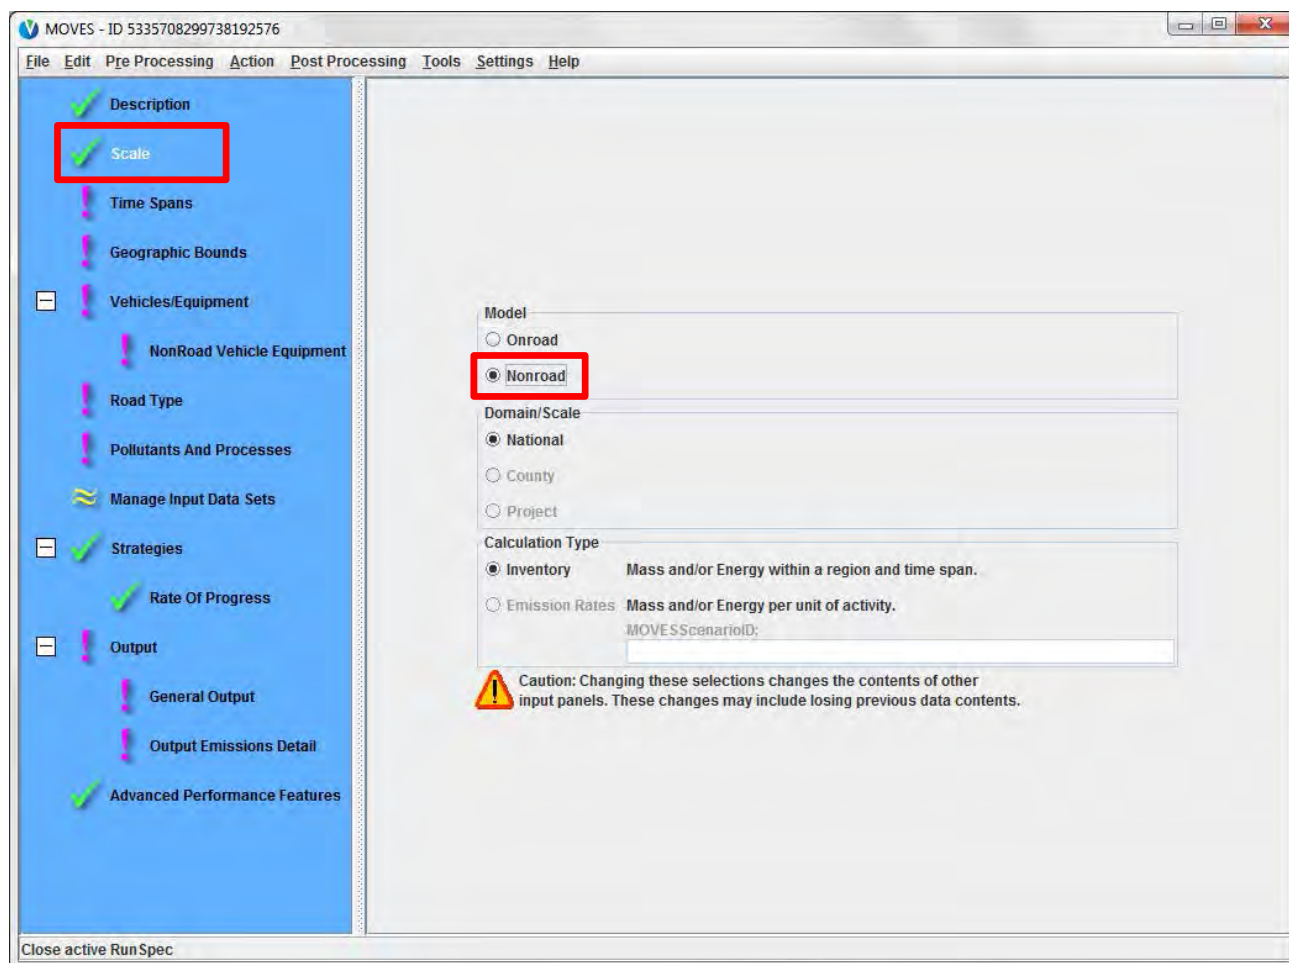 MOVES - ID 5335708299738192576
File Edit Pre Processing Action Post Processing Tools Settings Help
Description
Scale
Time Spans
Geographic Bounds
Vehicles/Equipment
NonRoad Vehicle Equipment
Road Type
Pollutants And Processes
Manage Input Data Sets
Strategies
Rate Of Progress
Output
General Output
Output Emissions Detail
Advanced Performance Features
Model
Onroad
Nonroad
Domain/Scale
National
County
Project
Calculation Type
Inventory Mass and/or Energy within a region and time span.
Emission Rates Mass and/or Energy per unit of activity.
MOVESScenarioID:
Caution: Changing these selections changes the contents of other
input panels. These changes may include losing previous data contents.
Close active RunSpec